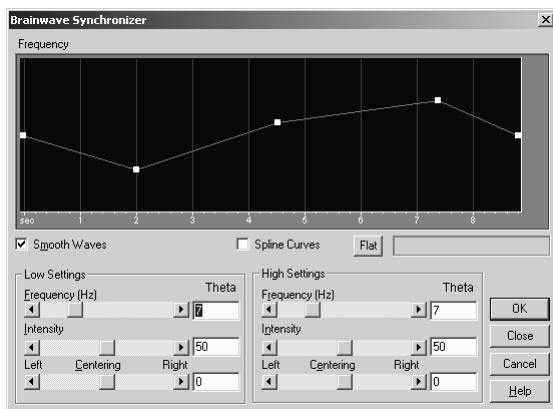 Brainwave Synchronizer
Frequency
sec 1 2 3 4 5 6 7 8
Smooth Waves Spline Curves Flat
Low Settings High Settings
Theta Theta
Frequency (Hz) Frequency (Hz)
7 7 OK
Intensity Intensity
50 50 Close
Left Centering Right Left Centering Right
0 0 Cancel
Help